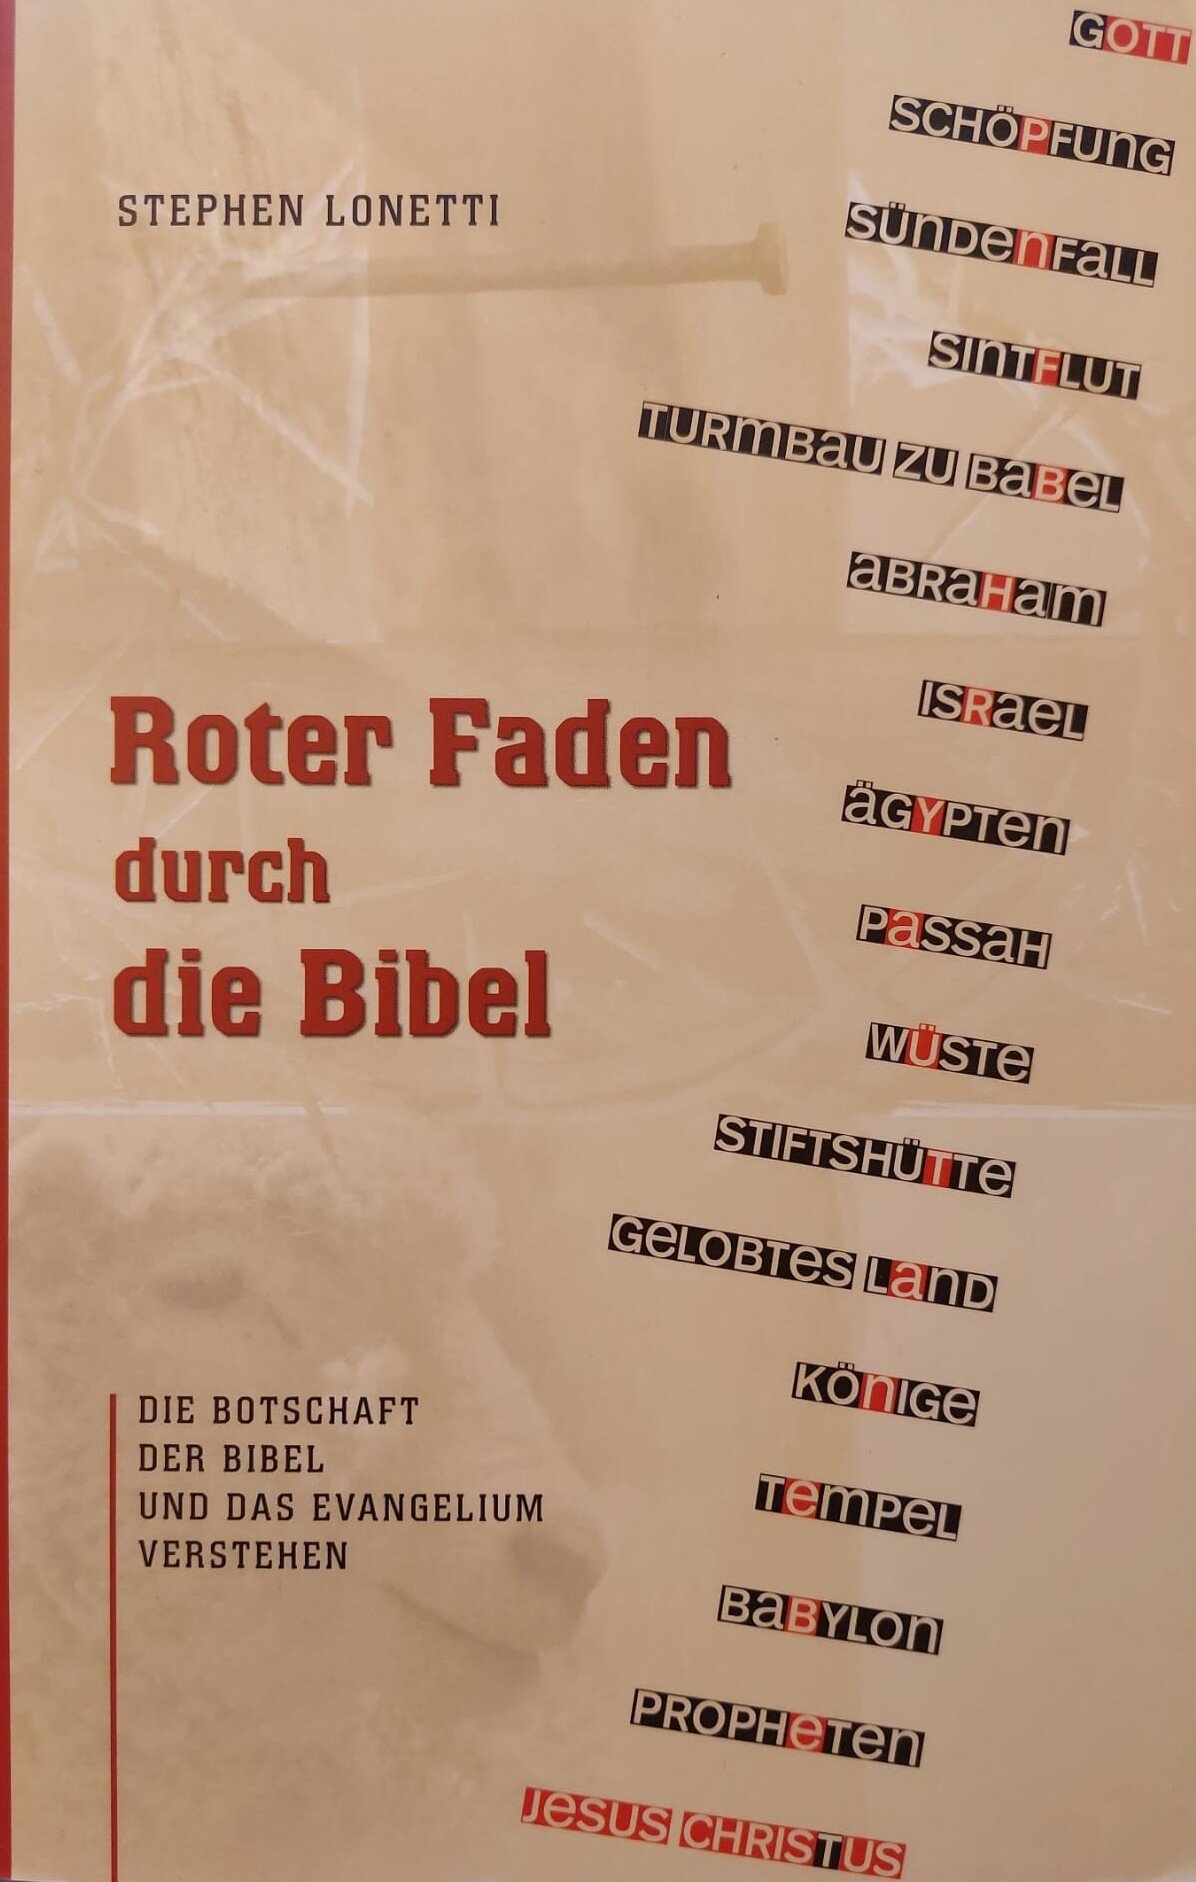 GOTT
SCHÖPFUNG
SÜNDENFALL
SINTFLUT
TURMBAU ZU BABEL
ABRAHAM
ISRAEL
ÄGYPTEN
PASSAH
WÜSTE
STIFTSHÜTTE
GELOBTES LAND
KÖNIGE
TEMPEL
BABYLON
PROPHETEN
JESUS CHRISTUS
STEPHEN LONETTI
Roter Faden
durch
die Bibel
DIE BOTSCHAFT
DER BIBEL
UND DAS EVANGELIUM
VERSTEHEN